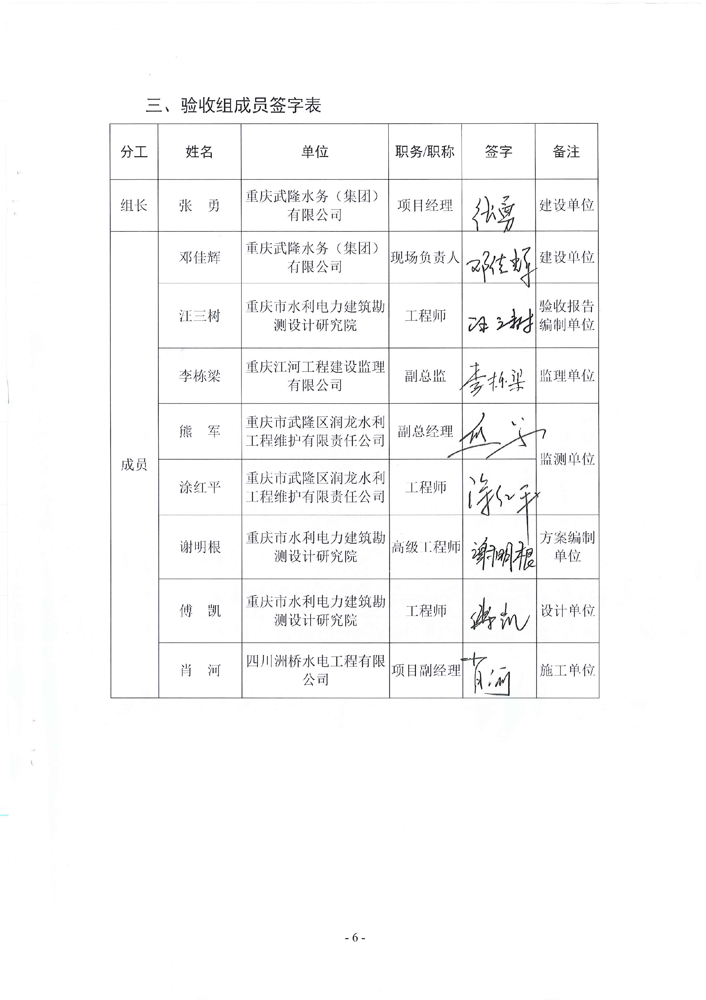 三、验收组成员签字表
分工 姓名 单位 职务/职称 签字 备注
组长 张 勇 重庆武隆水务（集团） 项目经理 张勇 建设单位
有限公司
成员
邓佳辉 重庆武隆水务（集团） 现场负责人 邓佳辉 建设单位
有限公司
汪三树 重庆市水利电力建筑勘 工程师 汪三树 验收报告
测设计研究院 编制单位
李栋梁 重庆江河工程建设监理 副总监 李栋梁 监理单位
有限公司
熊 军 重庆市武隆区润龙水利 副总经理 熊军
工程维护有限责任公司
监测单位
涂红平 重庆市武隆区润龙水利 工程师 涂红平
工程维护有限责任公司
谢明根 重庆市水利电力建筑勘 高级工程师 谢明根 方案编制
测设计研究院 单位
傅 凯 重庆市水利电力建筑勘 工程师 傅凯 设计单位
测设计研究院
肖 河 四川洲桥水电工程有限 项目副经理 肖河 施工单位
公司
- 6 -